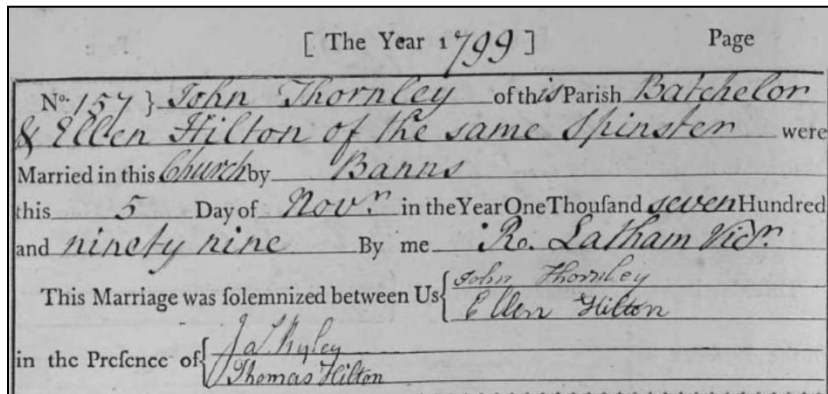 [ The Year 1799 ] Page
No. 157 } John Thornley of this Parish Batchelor
& Ellen Hilton of the same Spinster were
Married in this Church by Banns
this 5 Day of Novr. in the Year One Thouſand seven Hundred
and ninety nine By me R. Latham Vicr.
This Marriage was ſolemnized between Us { John Thornley
Ellen Hilton
in the Preſence of { Jas Ryley
Thomas Hilton